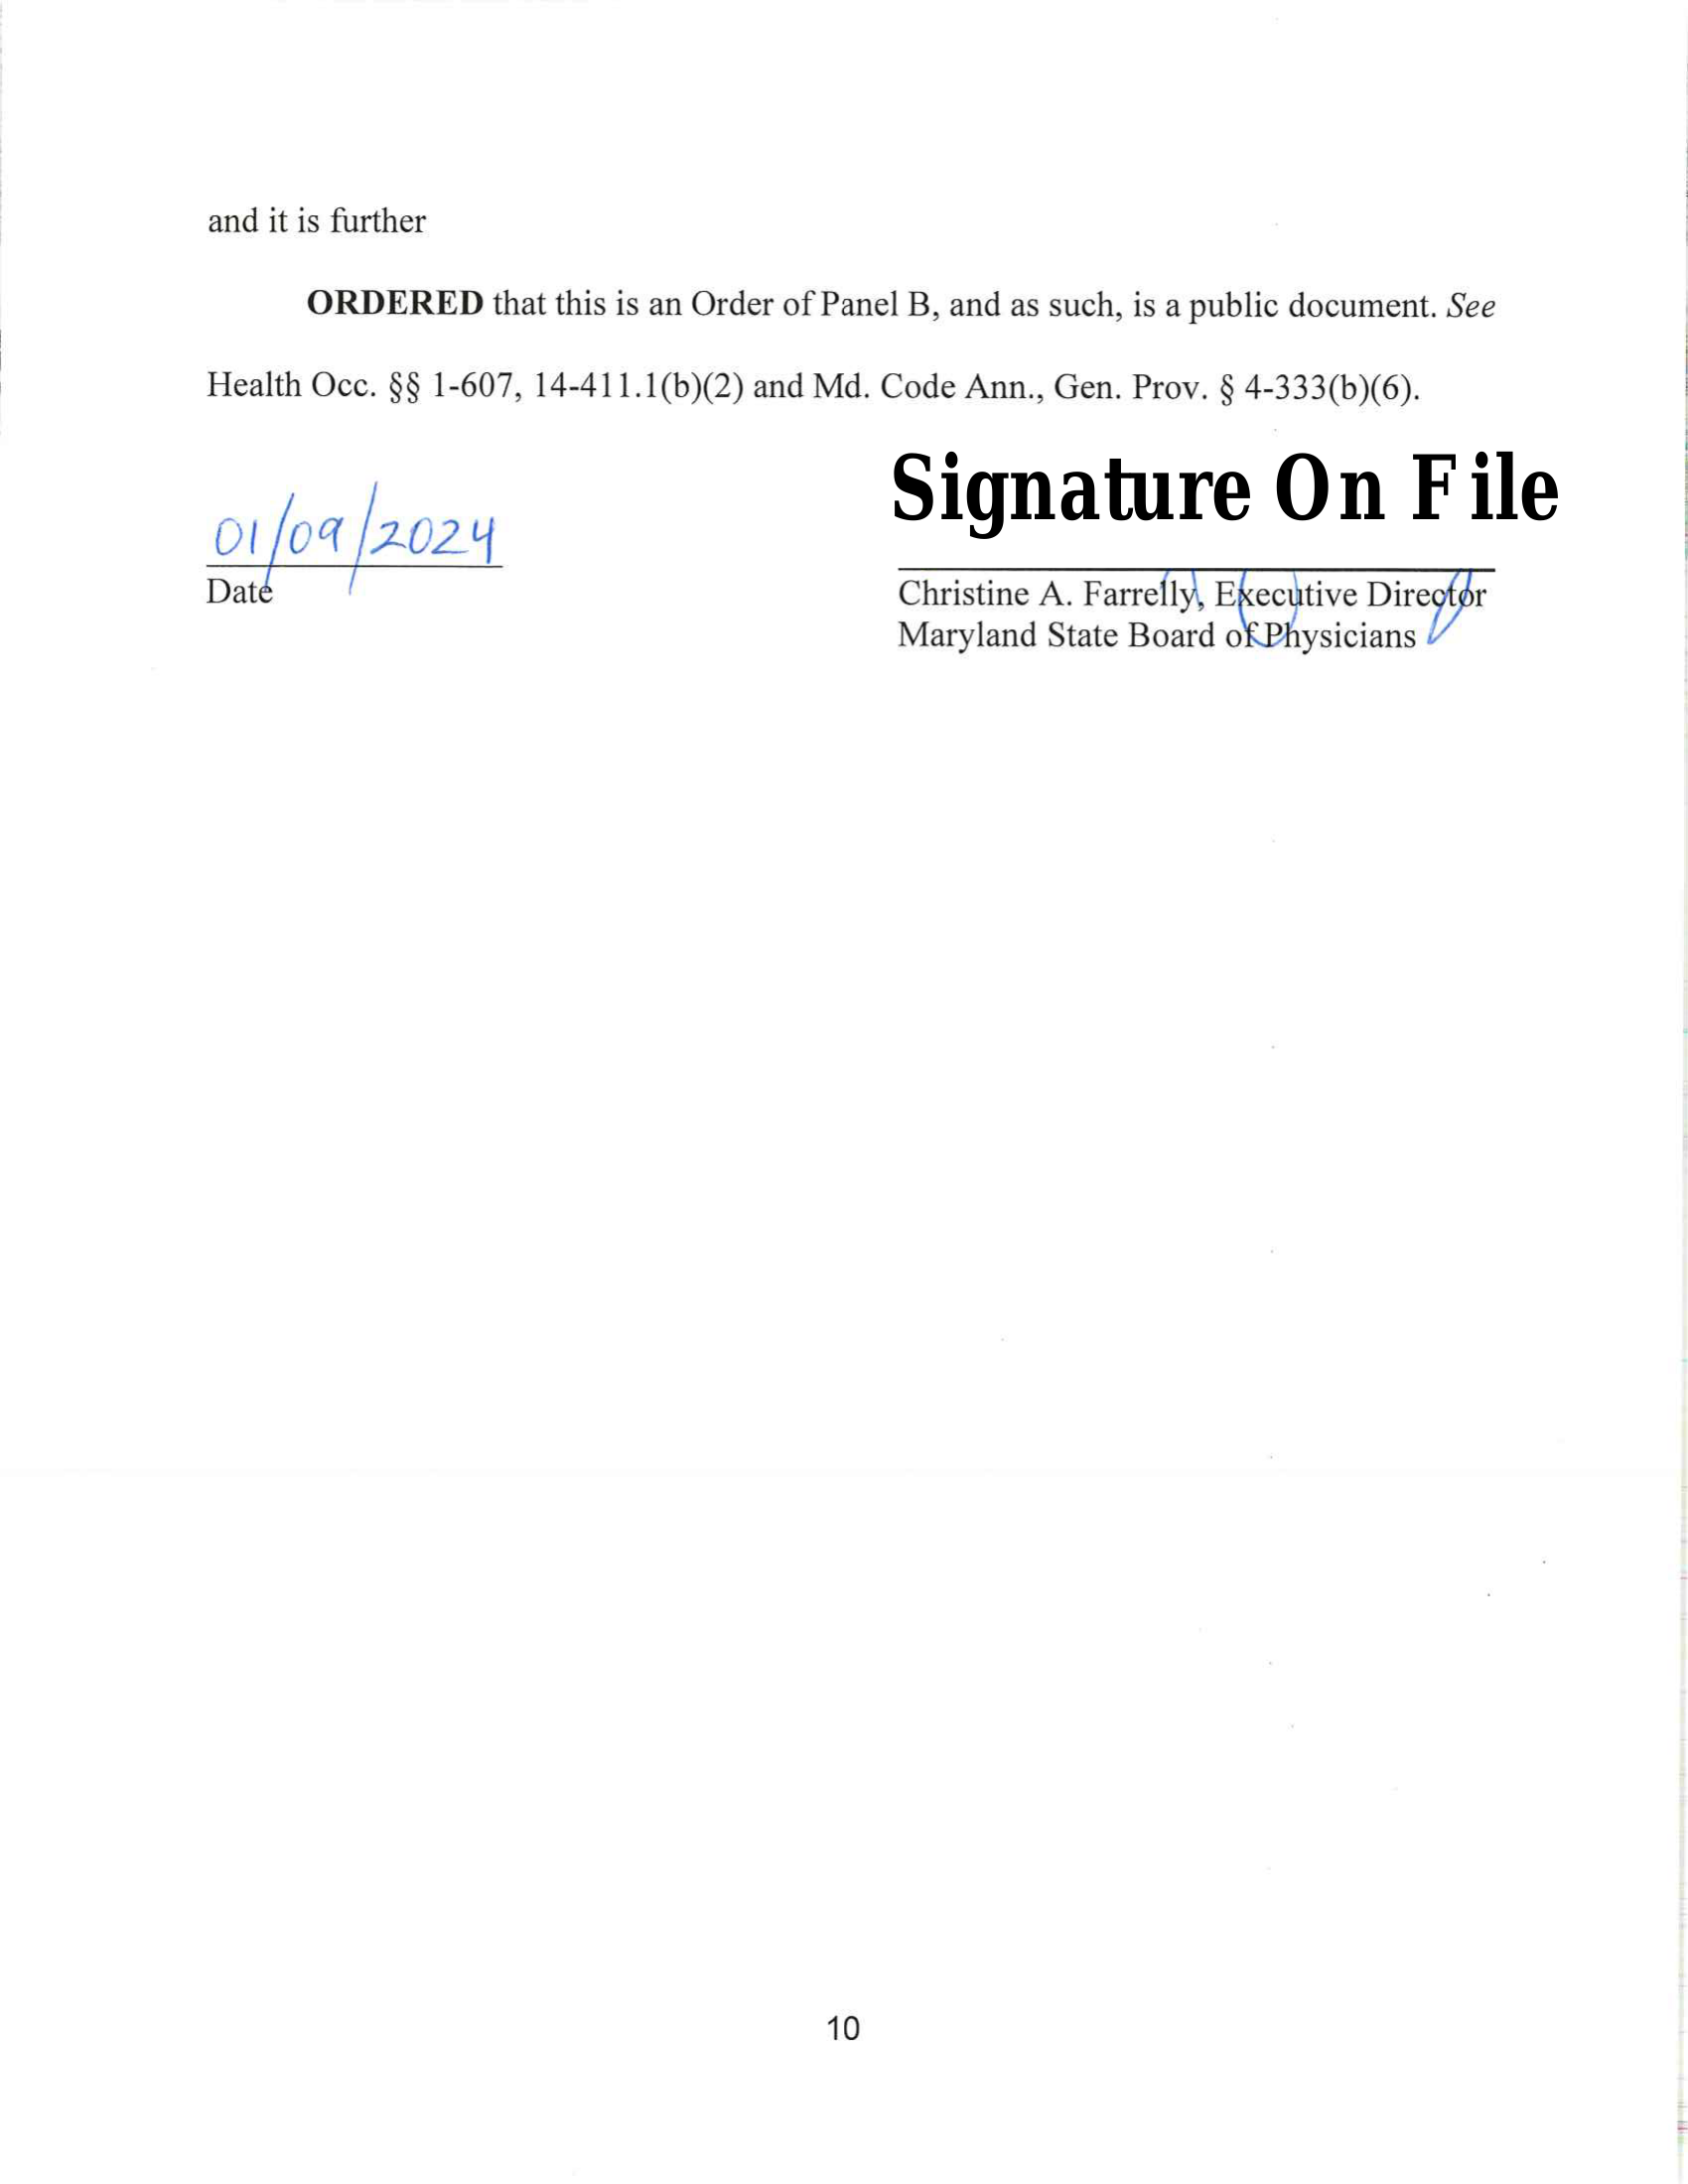 and it is further
ORDERED that this is an Order of Panel B, and as such, is a public document. See
Health Occ. §§ 1-607, 14-411.1(b)(2) and Md. Code Ann., Gen. Prov. § 4-333(b)(6).
Signature On File
01/09/2024
Date
Christine A. Farrelly, Executive Director
Maryland State Board of Physicians
10